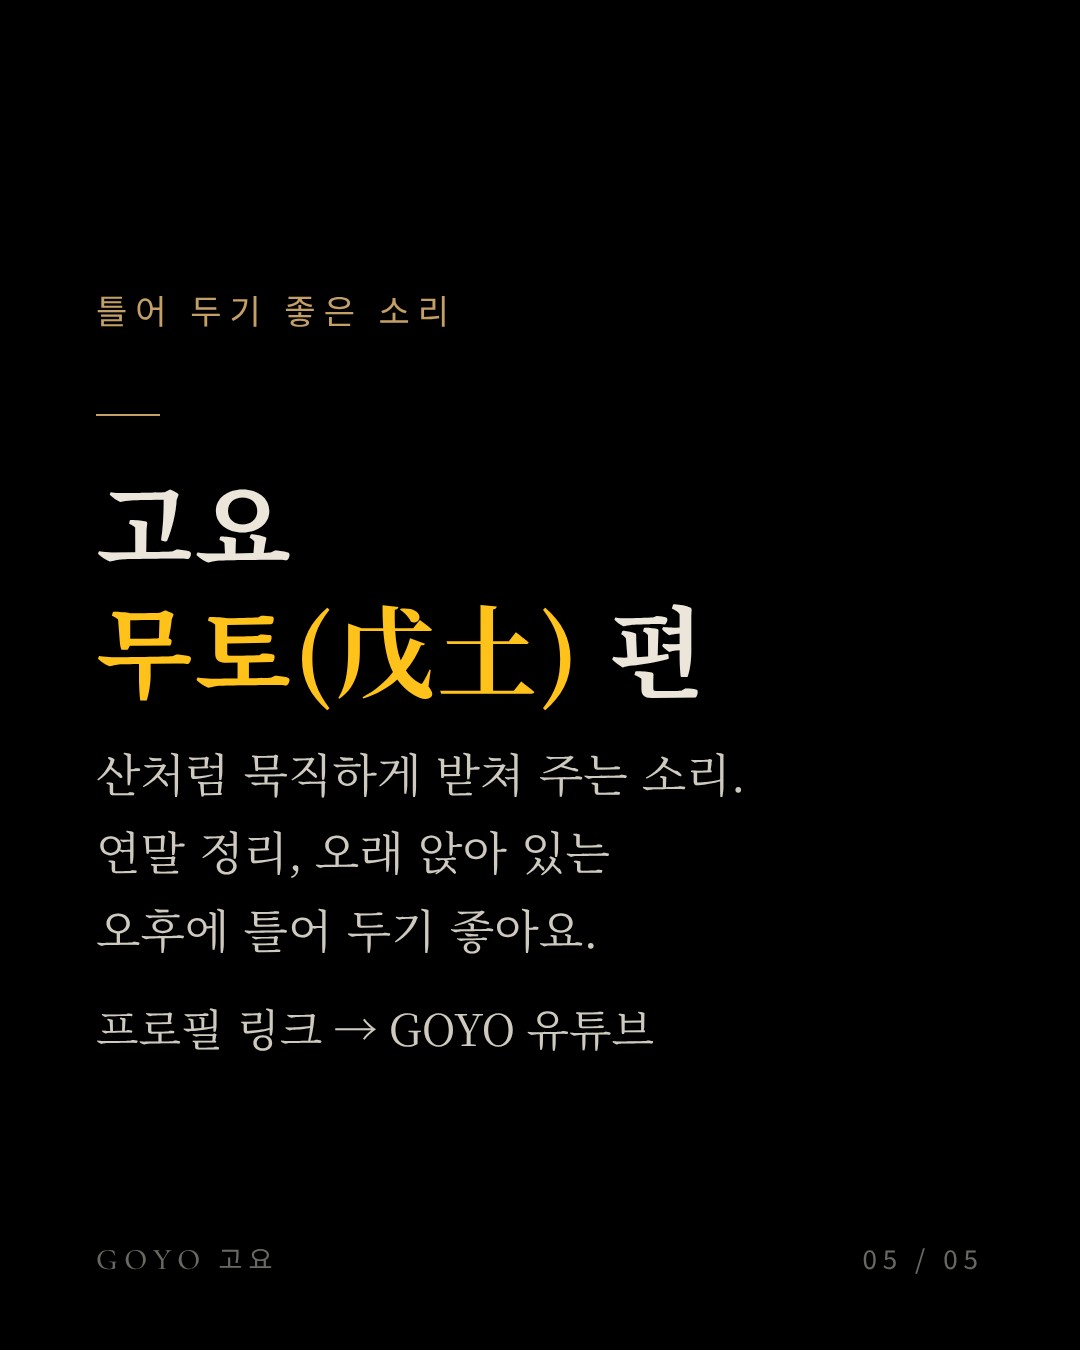 틀어 두기 좋은 소리
고요
무토(戊土) 편
산처럼 묵직하게 받쳐 주는 소리.
연말 정리, 오래 앉아 있는
오후에 틀어 두기 좋아요.
프로필 링크 → GOYO 유튜브
GOYO 고요
05 / 05